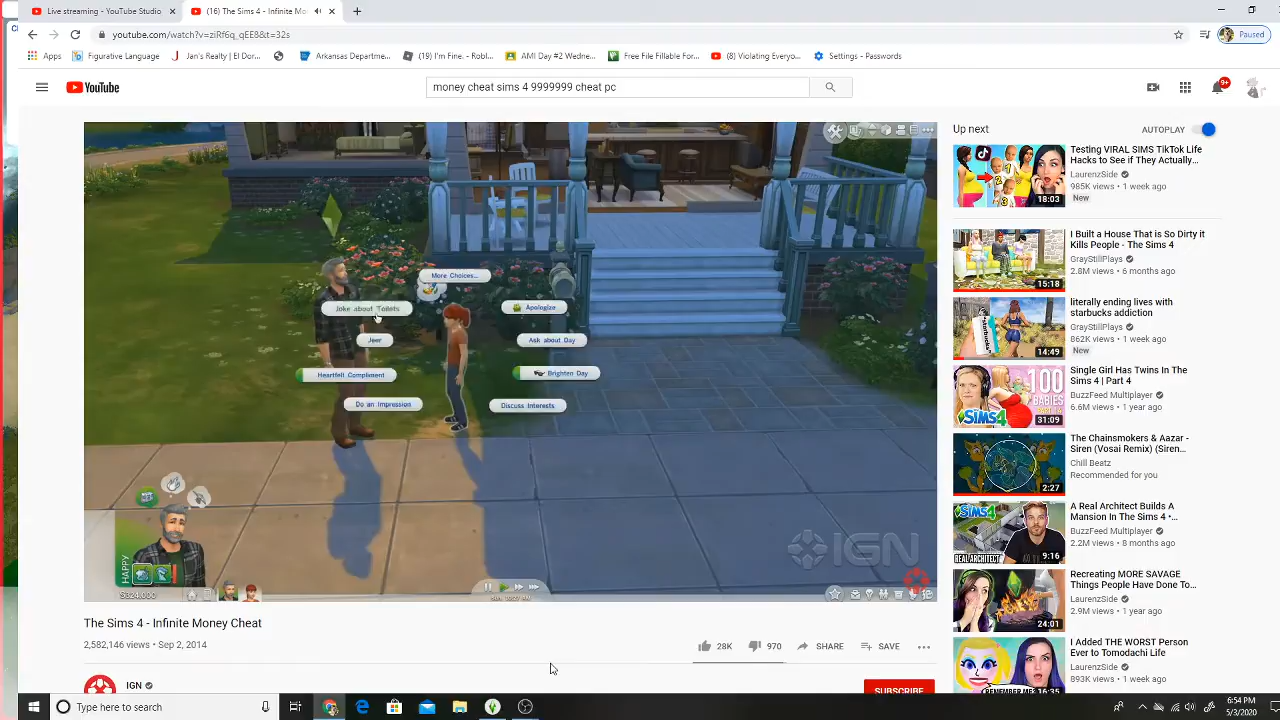 Live streaming - YouTube Studio
(16) The Sims 4 - Infinite Mo
Paused
youtube.com/watch?v=ziRf6q_qEE8&t=32s
Apps
Figurative Language
Jan's Realty | El Dor...
Arkansas Departme...
(19) I'm Fine. - Robl...
AMI Day #2 Wedne...
Free File Fillable For...
(8) Violating Everyo...
Settings - Passwords
YouTube
money cheat sims 4 9999999 cheat pc
9+
Up next
AUTOPLAY
More Choices...
Joke about Toilets
Apologize
Jeer
Ask about Day
Heartfelt Compliment
Brighten Day
Do an Impression
Discuss Interests
HAPPY
IGN
The Sims 4 - Infinite Money Cheat
2,582,146 views • Sep 2, 2014
28K
970
SHARE
SAVE
IGN
SUBSCRIBE
Testing VIRAL SIMS TikTok Life
Hacks to See if They Actually...
LaurenzSide
985K views • 1 week ago
New
18:03
I Built a House That is So Dirty it
Kills People - The Sims 4
GrayStillPlays
2.8M views • 6 months ago
15:18
literally ending lives with
starbucks addiction
GrayStillPlays
862K views • 1 week ago
New
14:49
Single Girl Has Twins In The
Sims 4 | Part 4
BuzzFeed Multiplayer
6.6M views • 1 year ago
100
BABIES
SIMS4
31:09
The Chainsmokers & Aazar -
Siren (Vosai Remix) (Siren...
Chill Beatz
Recommended for you
2:27
A Real Architect Builds A
Mansion In The Sims 4 •...
BuzzFeed Multiplayer
2.2M views • 8 months ago
SIMS4
REAL ARCHITECT
9:16
Recreating MORE SAVAGE
Things People Have Done To...
LaurenzSide
2.9M views • 1 year ago
24:01
I Added THE WORST Person
Ever to Tomodachi Life
LaurenzSide
893K views • 1 week ago
REMEMBER ME?
16:35
Type here to search
6:54 PM
5/3/2020